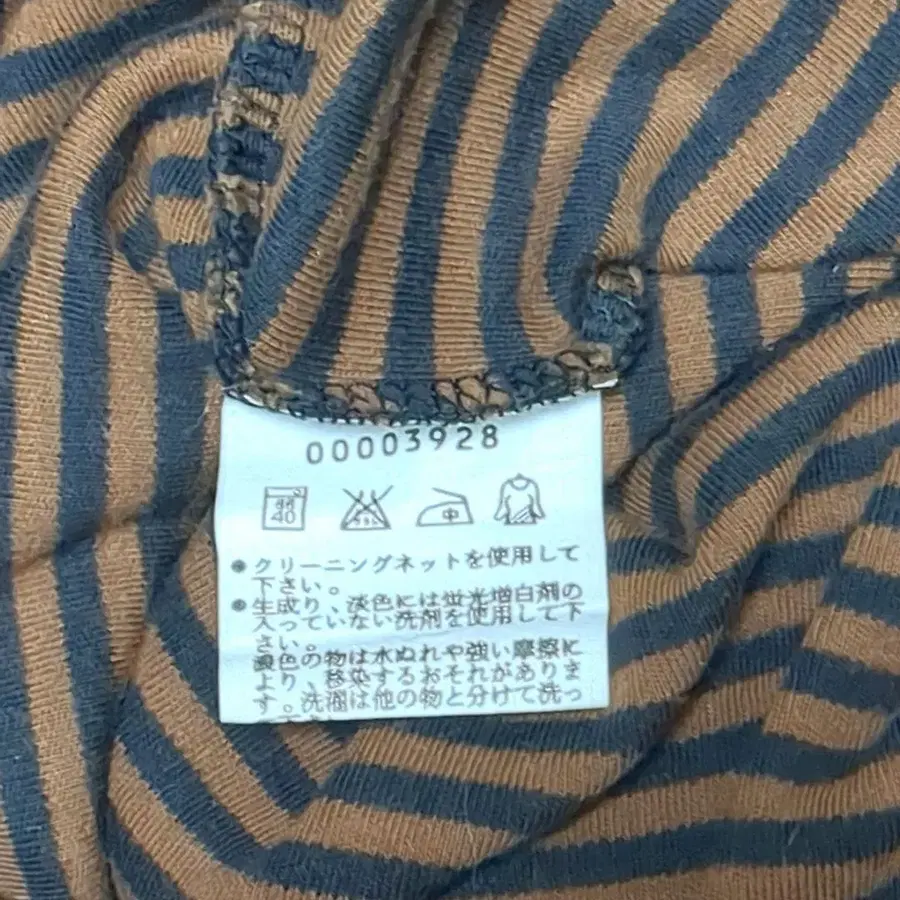 00003928
40
中
● クリーニングネットを使用して
下さい。
● 生成り、淡色には蛍光増白剤の
入っていない洗剤を使用して下
さい。
濃色の物は水ぬれや強い摩擦に
より、移染するおそれがありま
す。洗濯は他の物と分けて洗っ